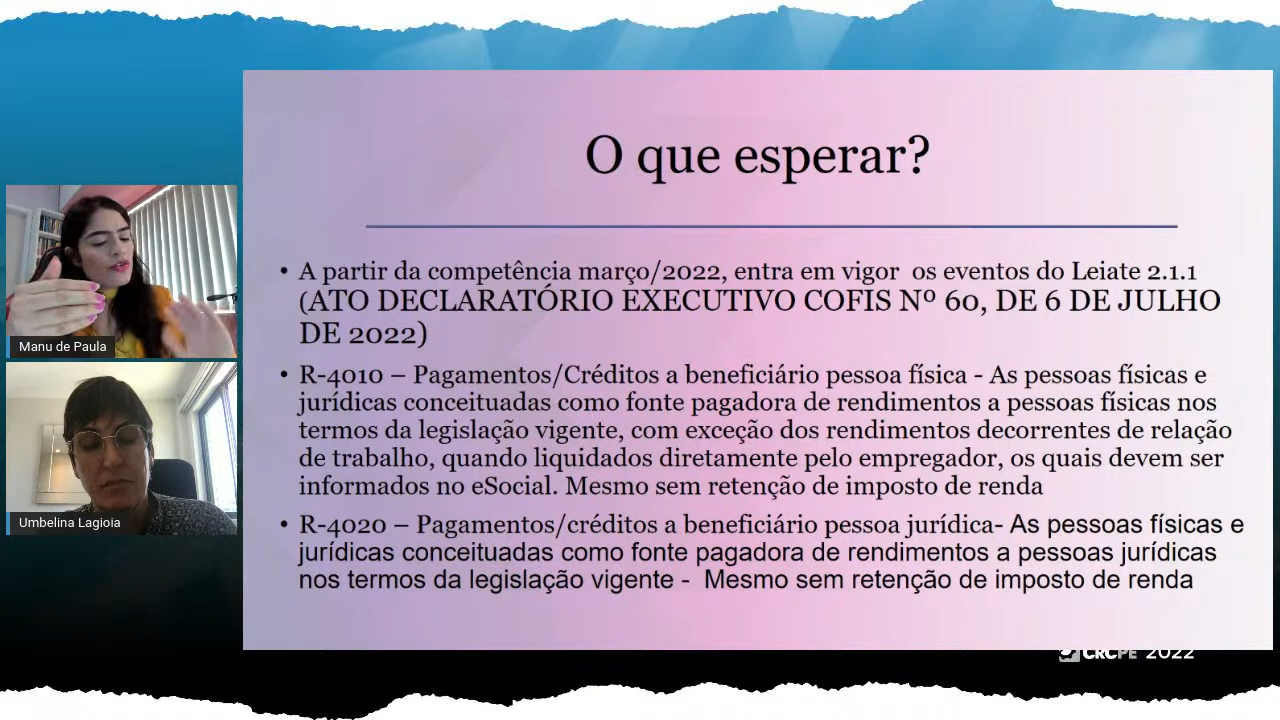 O que esperar?
• A partir da competência março/2022, entra em vigor  os eventos do Leiate 2.1.1
(ATO DECLARATÓRIO EXECUTIVO COFIS Nº 60, DE 6 DE JULHO
DE 2022)
• R-4010 – Pagamentos/Créditos a beneficiário pessoa física - As pessoas físicas e
jurídicas conceituadas como fonte pagadora de rendimentos a pessoas físicas nos
termos da legislação vigente, com exceção dos rendimentos decorrentes de relação
de trabalho, quando liquidados diretamente pelo empregador, os quais devem ser
informados no eSocial. Mesmo sem retenção de imposto de renda
• R-4020 – Pagamentos/créditos a beneficiário pessoa jurídica- As pessoas físicas e
jurídicas conceituadas como fonte pagadora de rendimentos a pessoas jurídicas
nos termos da legislação vigente -  Mesmo sem retenção de imposto de renda
Manu de Paula
Umbelina Lagioia
CRCPE 2022